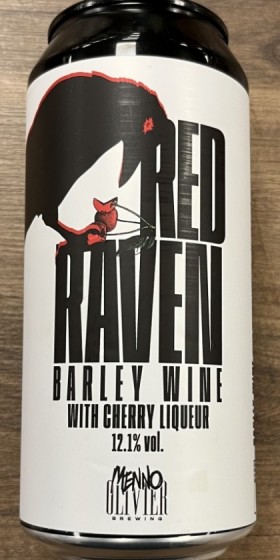 RED
RAVEN
BARLEY WINE
WITH CHERRY LIQUEUR
12.1% vol.
MENNO
OLIVIER
BREWING